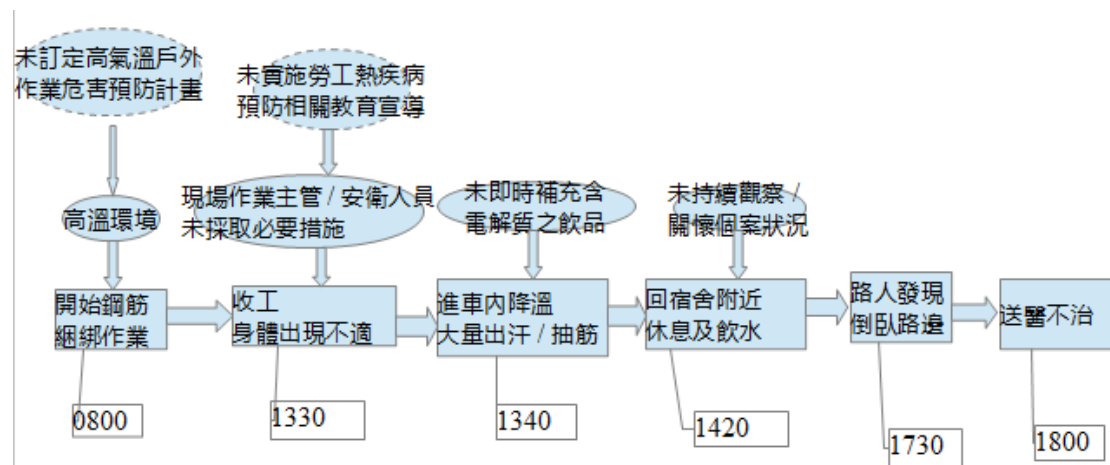 未訂定高氣溫戶外
作業危害預防計畫
未實施勞工熱疾病
預防相關教育宣導
高溫環境
現場作業主管 / 安衛人員
未採取必要措施
未即時補充含
電解質之飲品
未持續觀察 /
關懷個案狀況
開始鋼筋
綑綁作業
收工
身體出現不適
進車內降溫
大量出汗 / 抽筋
回宿舍附近
休息及飲水
路人發現
倒臥路邊
送醫不治
0800
1330
1340
1420
1730
1800